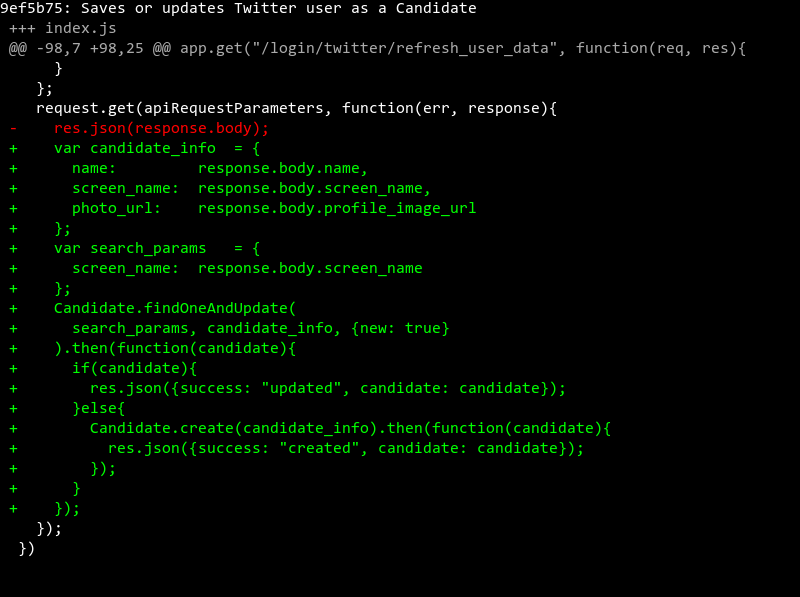 9ef5b75: Saves or updates Twitter user as a Candidate
+++ index.js
@@ -98,7 +98,25 @@ app.get("/login/twitter/refresh_user_data", function(req, res){
     }
   };
   request.get(apiRequestParameters, function(err, response){
-    res.json(response.body);
+    var candidate_info  = {
+      name:         response.body.name,
+      screen_name:  response.body.screen_name,
+      photo_url:    response.body.profile_image_url
+    };
+    var search_params   = {
+      screen_name:  response.body.screen_name
+    };
+    Candidate.findOneAndUpdate(
+      search_params, candidate_info, {new: true}
+    ).then(function(candidate){
+      if(candidate){
+        res.json({success: "updated", candidate: candidate});
+      }else{
+        Candidate.create(candidate_info).then(function(candidate){
+          res.json({success: "created", candidate: candidate});
+        });
+      }
+    });
   });
 })